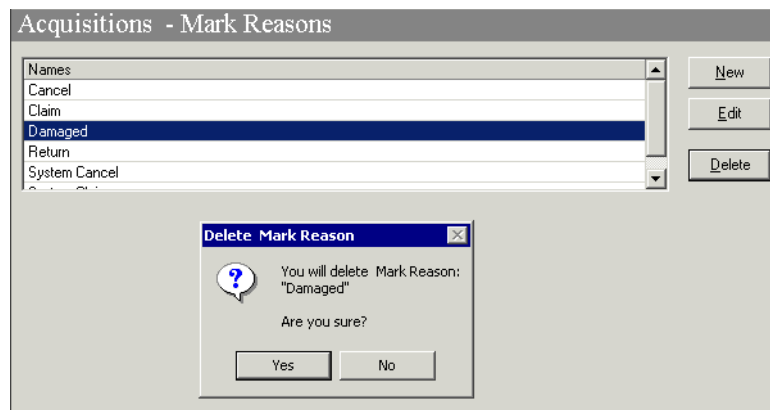 Acquisitions - Mark Reasons
Names
Cancel
Claim
Damaged
Return
System Cancel
New
Edit
Delete
Delete Mark Reason
You will delete Mark Reason:
"Damaged"
Are you sure?
Yes
No